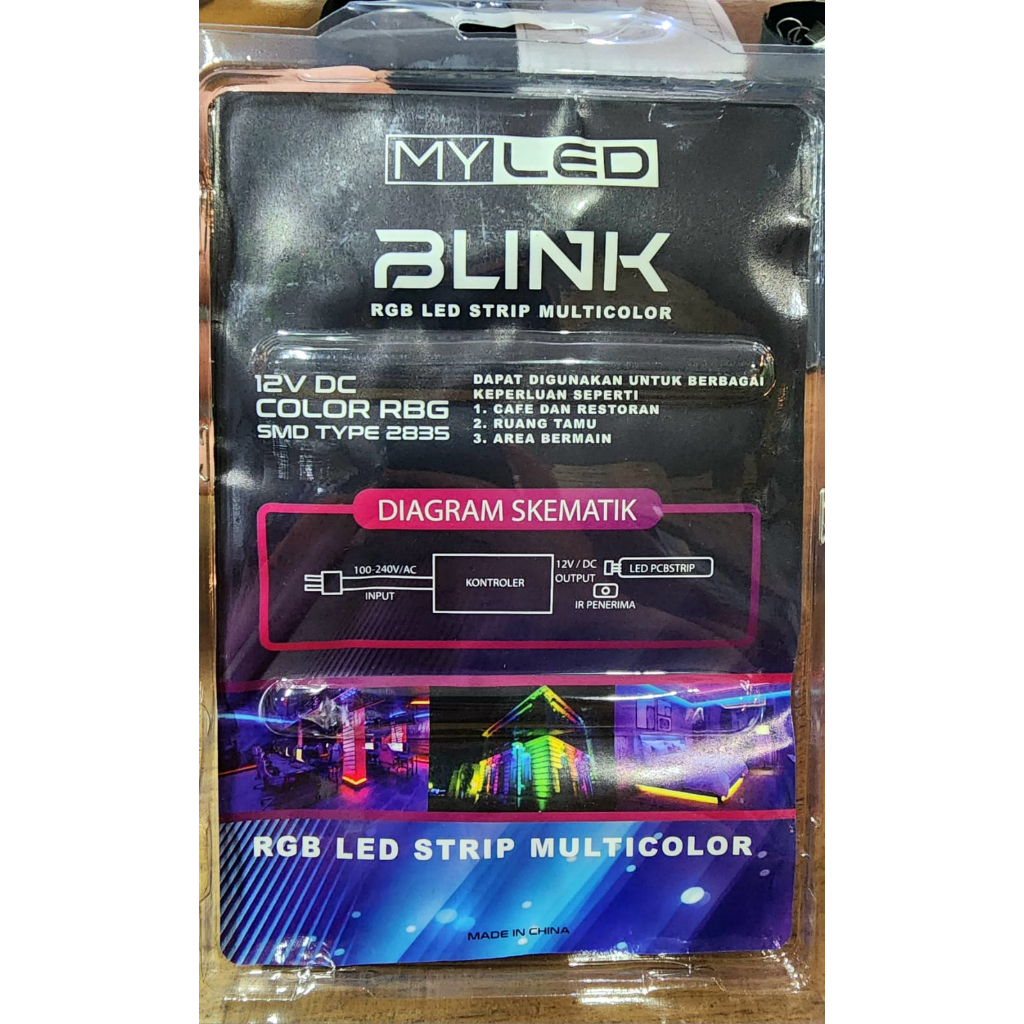 MYLED
BLINK
RGB LED STRIP MULTICOLOR
12V DC
COLOR RBG
SMD TYPE 2835
DAPAT DIGUNAKAN UNTUK BERBAGAI
KEPERLUAN SEPERTI
1. CAFE DAN RESTORAN
2. RUANG TAMU
3. AREA BERMAIN
DIAGRAM SKEMATIK
100-240V/AC
INPUT
KONTROLER
12V / DC
OUTPUT
LED PCBSTRIP
IR PENERIMA
RGB LED STRIP MULTICOLOR
MADE IN CHINA